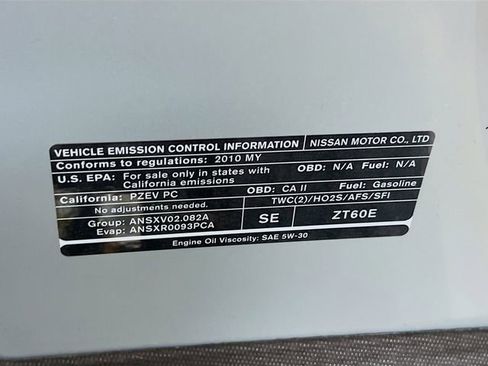 VEHICLE EMISSION CONTROL INFORMATION NISSAN MOTOR CO., LTD
Conforms to regulations: 2010 MY
U.S. EPA: For sale only in states with California emissions OBD: N/A Fuel: N/A
California: PZEV PC OBD: CA II Fuel: Gasoline
No adjustments needed. TWC(2)/HO2S/AFS/SFI
Group: ANSXV02.082A SE ZT60E
Evap: ANSXR0093PCA
Engine Oil Viscosity: SAE 5W-30